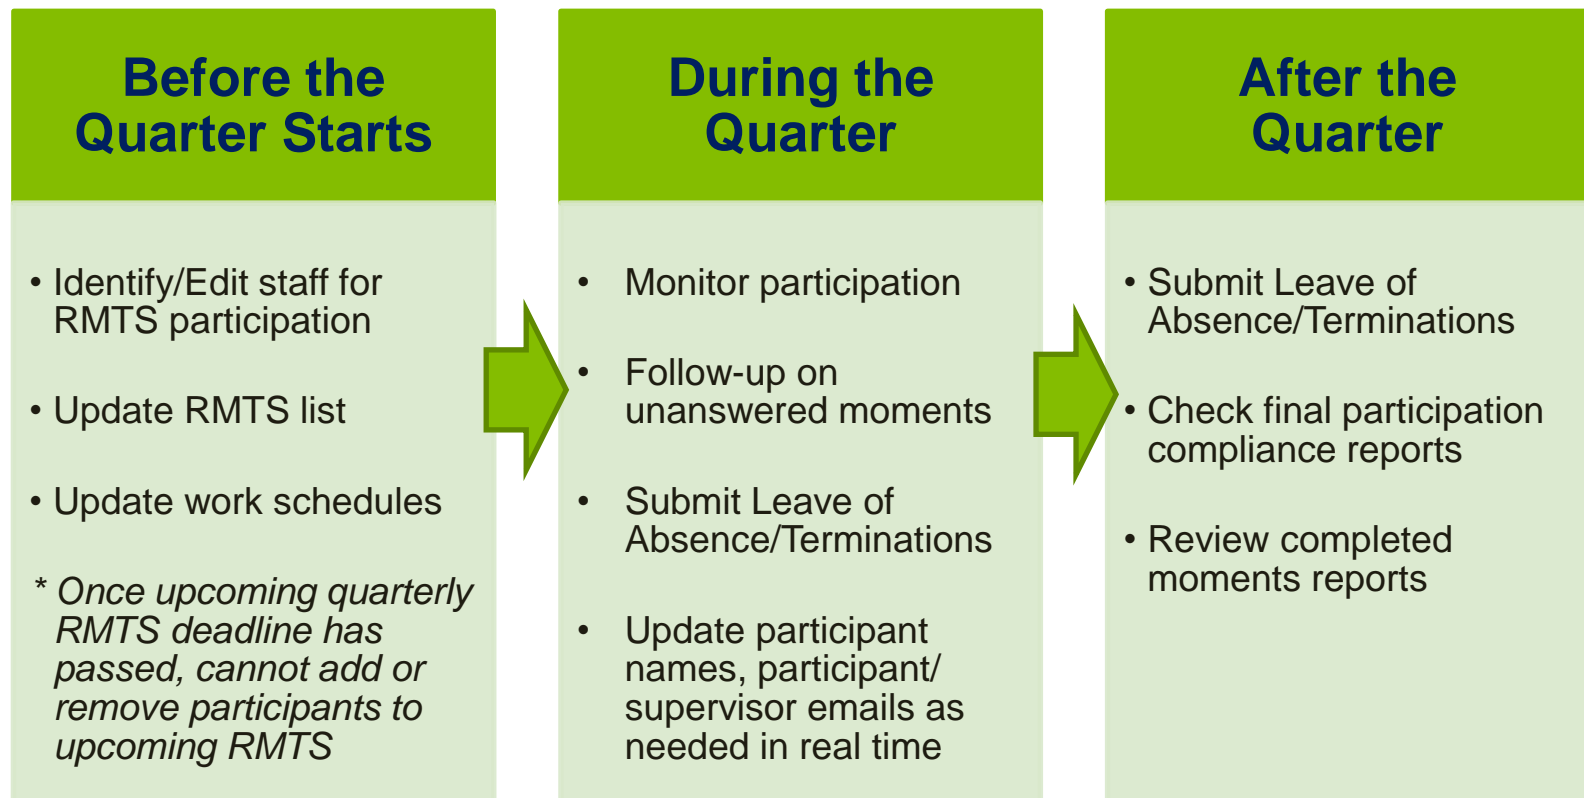 Before the
Quarter Starts
• Identify/Edit staff for
RMTS participation
• Update RMTS list
• Update work schedules
* Once upcoming quarterly
RMTS deadline has
passed, cannot add or
remove participants to
upcoming RMTS
During the
Quarter
• Monitor participation
• Follow-up on
unanswered moments
• Submit Leave of
Absence/Terminations
• Update participant
names, participant/
supervisor emails as
needed in real time
After the
Quarter
• Submit Leave of
Absence/Terminations
• Check final participation
compliance reports
• Review completed
moments reports